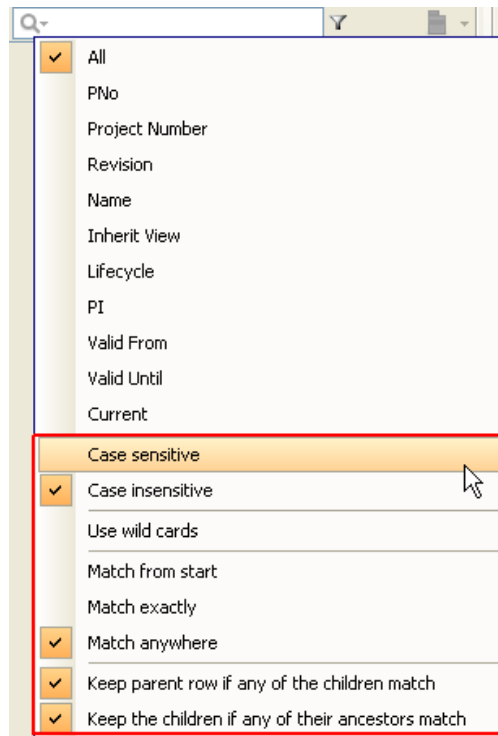 All
PNo
Project Number
Revision
Name
Inherit View
Lifecycle
PI
Valid From
Valid Until
Current
Case sensitive
Case insensitive
Use wild cards
Match from start
Match exactly
Match anywhere
Keep parent row if any of the children match
Keep the children if any of their ancestors match